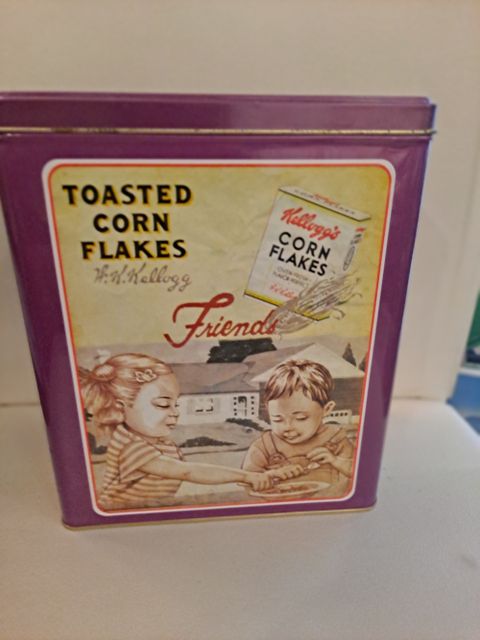 TOASTED
CORN
FLAKES
W.K.Kellogg
Kellogg's
CORN
FLAKES
Friends